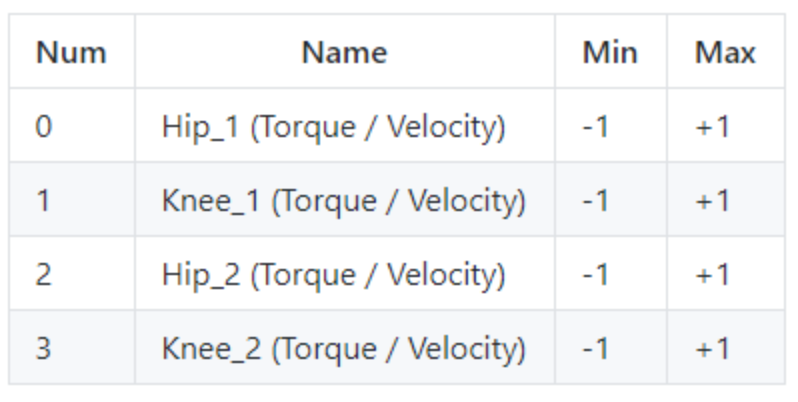 Num Name Min Max
0 Hip_1 (Torque / Velocity) -1 +1
1 Knee_1 (Torque / Velocity) -1 +1
2 Hip_2 (Torque / Velocity) -1 +1
3 Knee_2 (Torque / Velocity) -1 +1